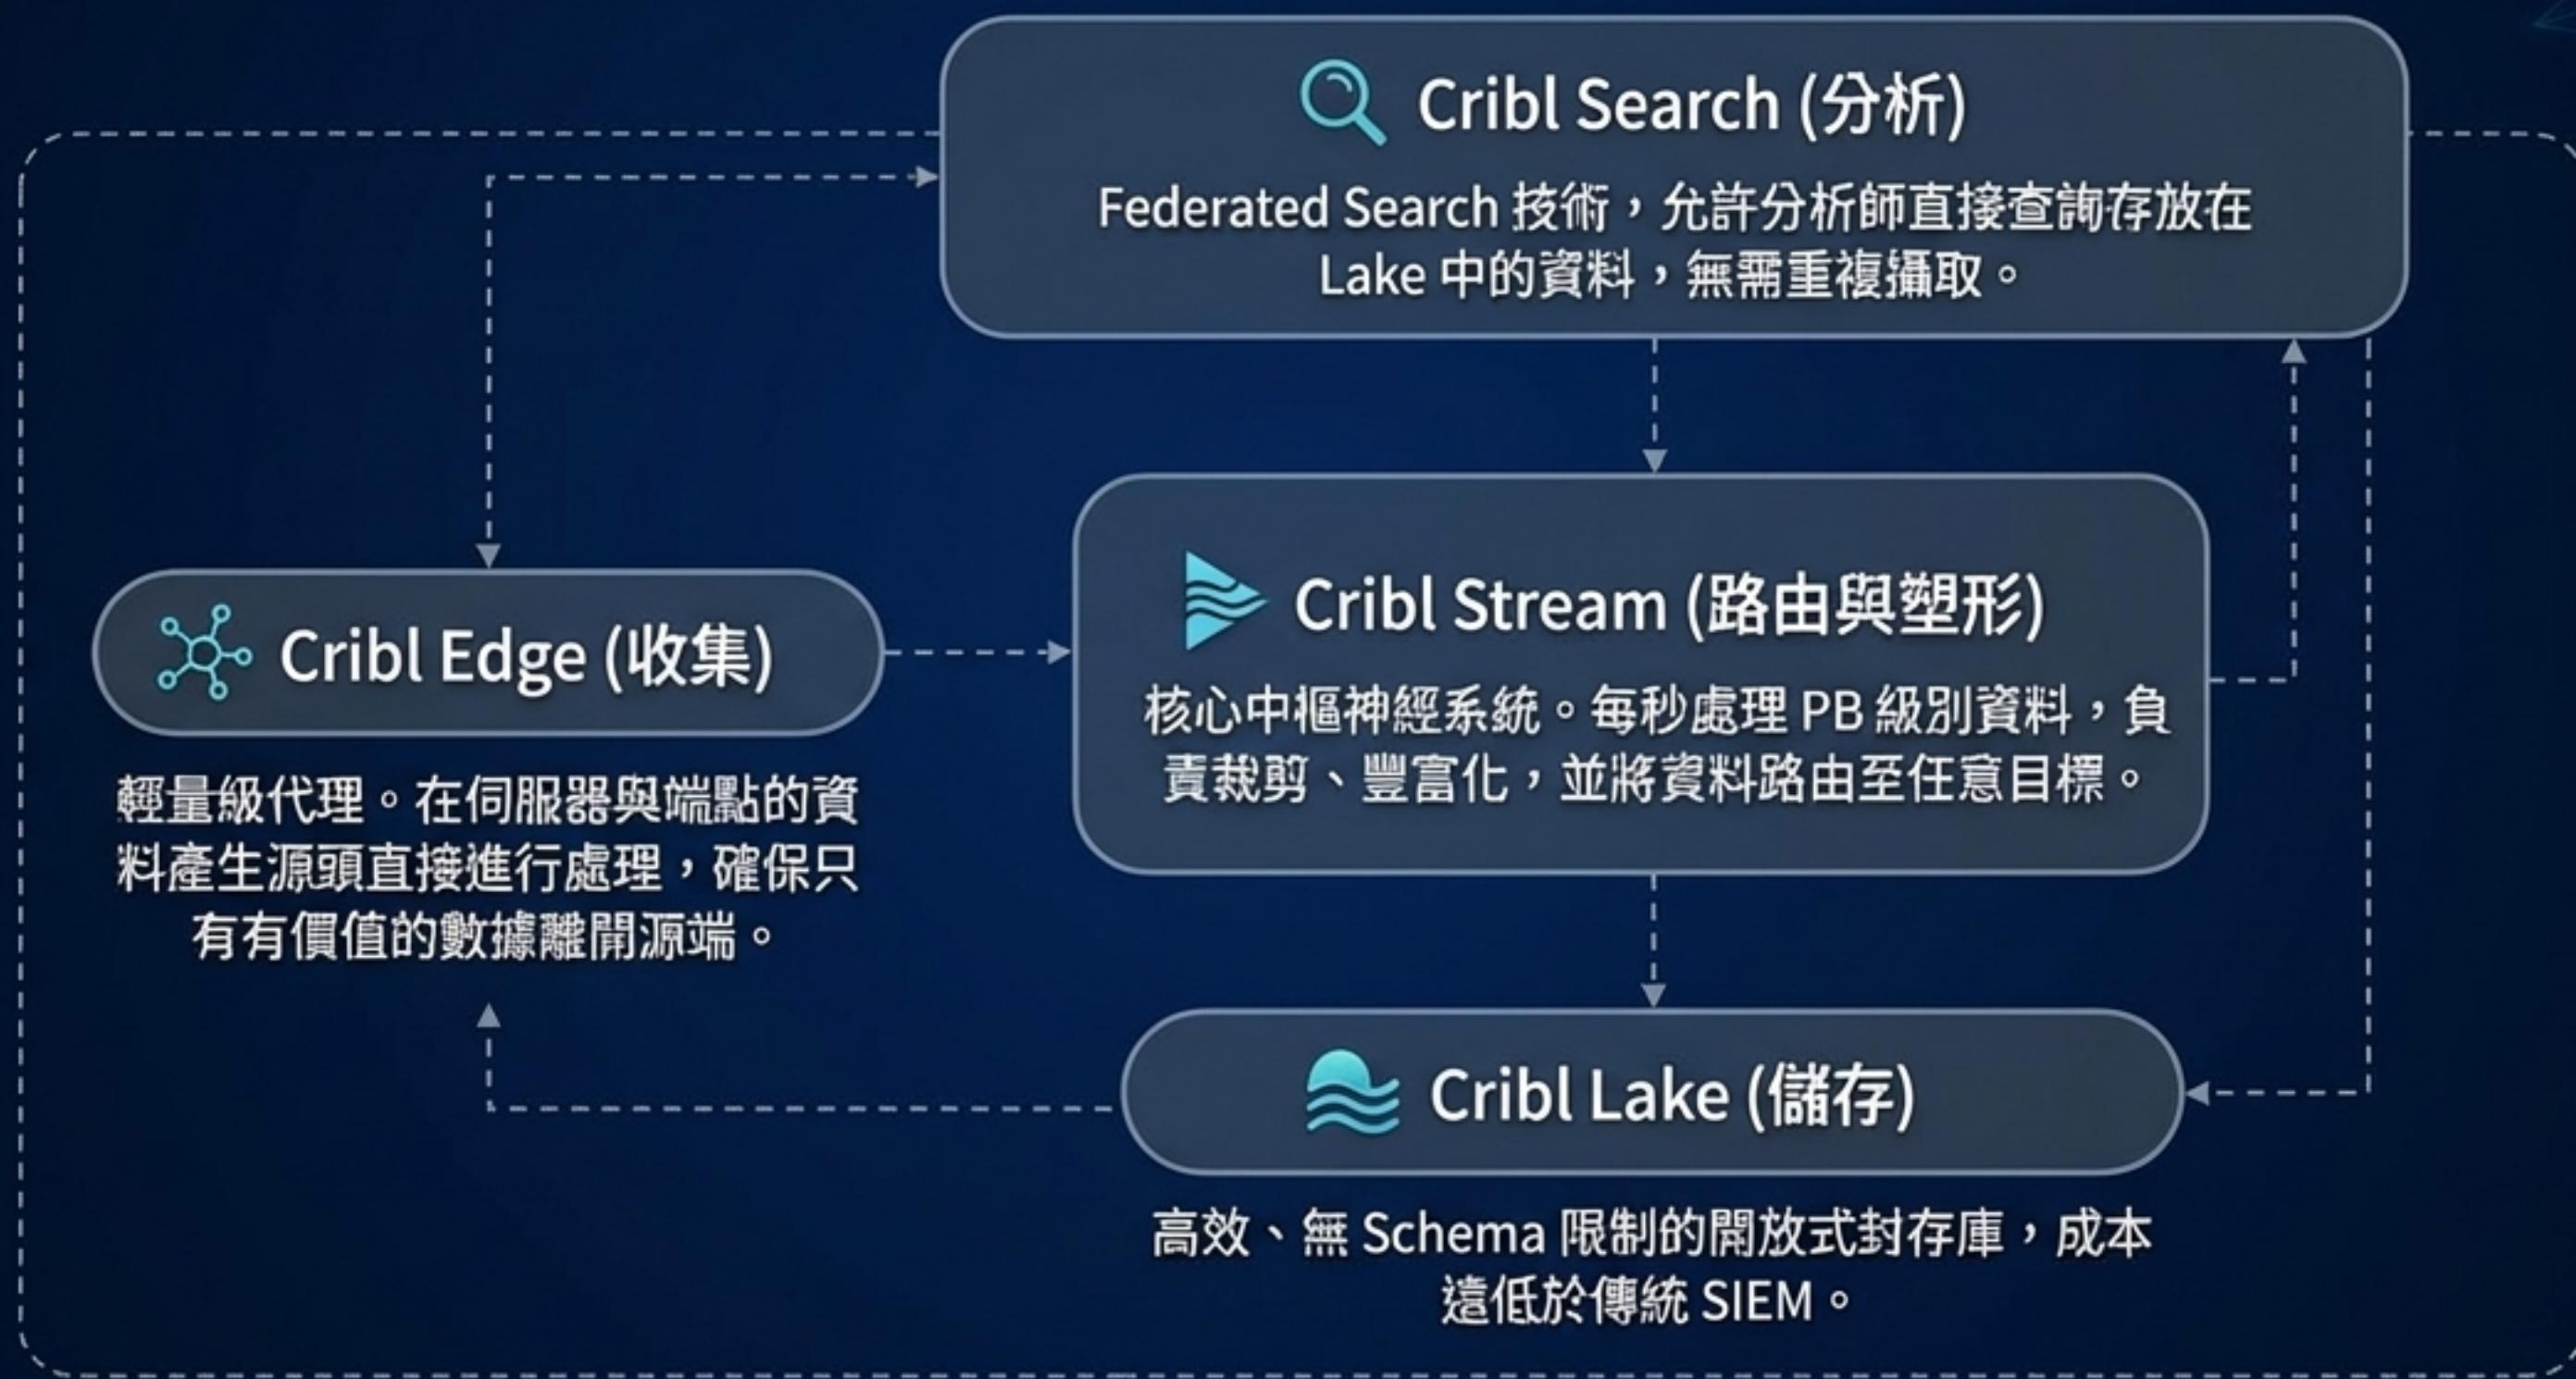 Cribl Search (分析)
Federated Search 技術，允許分析師直接查詢存放在
Lake 中的資料，無需重複攝取。
Cribl Stream (路由與塑形)
核心中樞神經系統。每秒處理 PB 級別資料，負
責裁剪、豐富化，並將資料路由至任意目標。
Cribl Edge (收集)
輕量級代理。在伺服器與端點的資
料產生源頭直接進行處理，確保只
有有價值的數據離開源端。
Cribl Lake (儲存)
高效、無 Schema 限制的開放式封存庫，成本
遠低於傳統 SIEM。